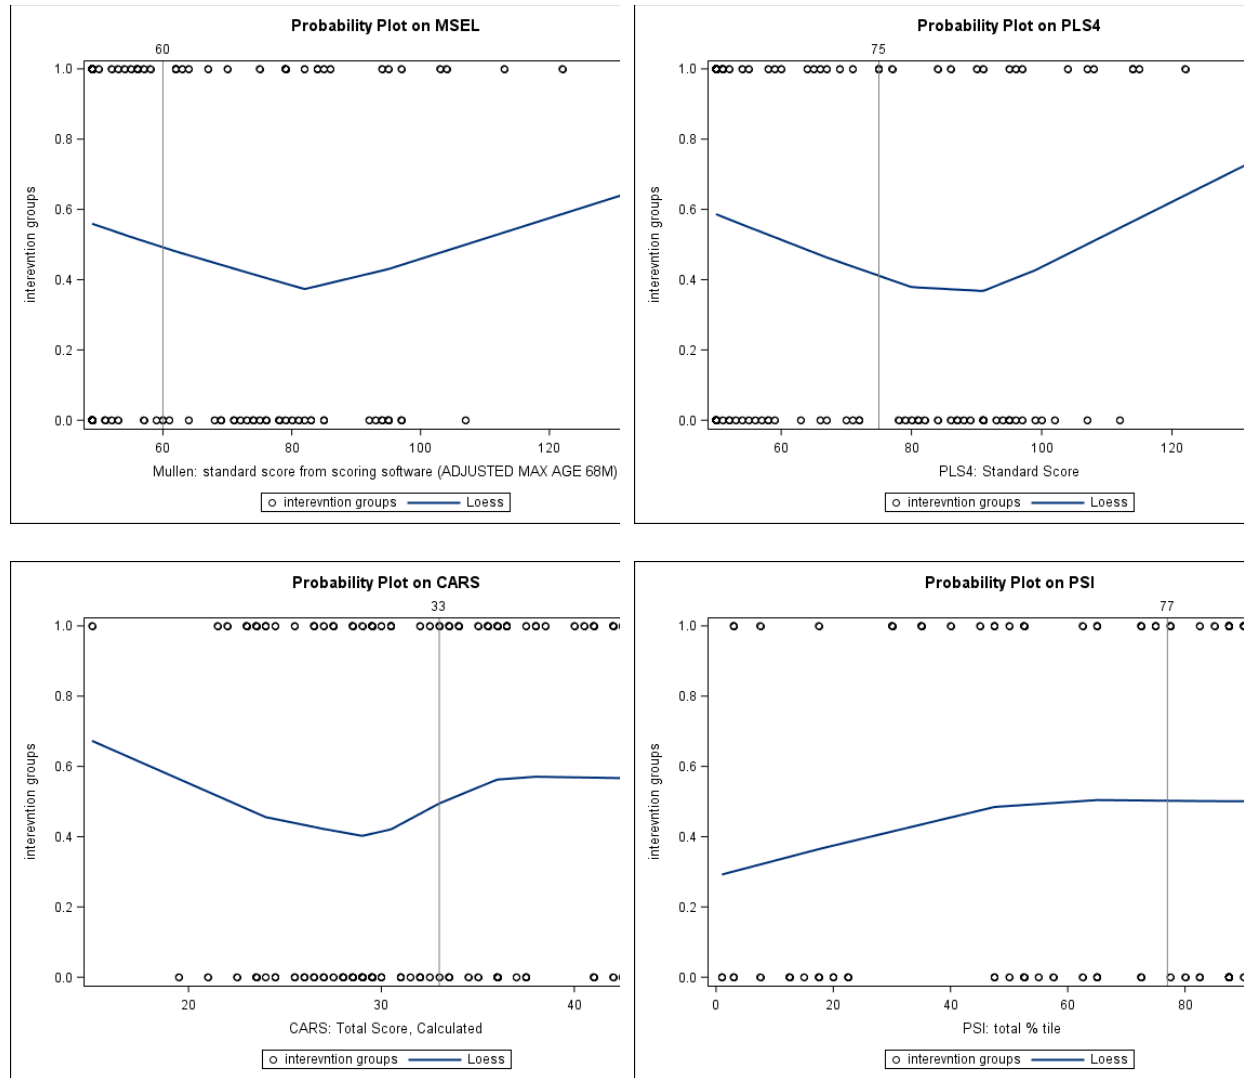 Probability Plot on MSEL
60
1.0
0.8
0.6
0.4
0.2
0.0
interevntion groups
60
80
100
120
Mullen: standard score from scoring software (ADJUSTED MAX AGE 68M)
interevntion groups
Loess
Probability Plot on PLS4
75
1.0
0.8
0.6
0.4
0.2
0.0
interevntion groups
60
80
100
120
PLS4: Standard Score
interevntion groups
Loess
Probability Plot on CARS
33
1.0
0.8
0.6
0.4
0.2
0.0
interevntion groups
20
30
40
CARS: Total Score, Calculated
interevntion groups
Loess
Probability Plot on PSI
77
1.0
0.8
0.6
0.4
0.2
0.0
interevntion groups
0
20
40
60
80
PSI: total % tile
interevntion groups
Loess